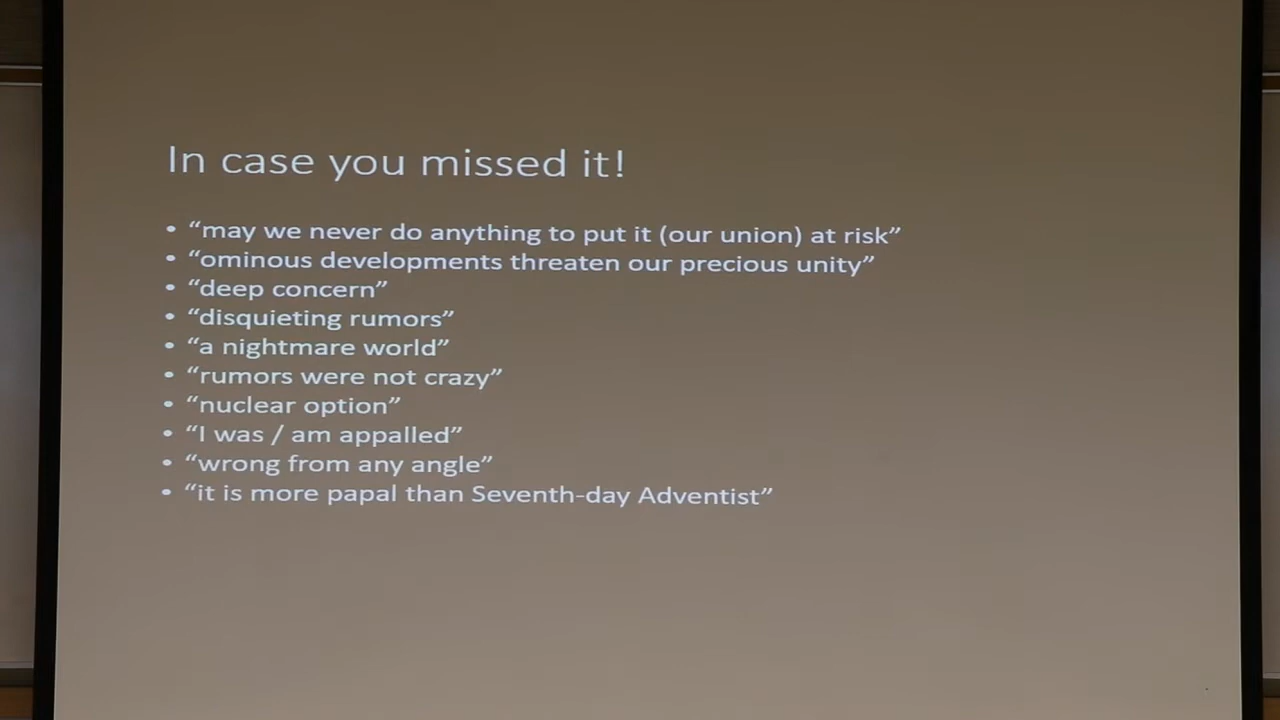 In case you missed it!
• “may we never do anything to put it (our union) at risk”
• “ominous developments threaten our precious unity”
• “deep concern”
• “disquieting rumors”
• “a nightmare world”
• “rumors were not crazy”
• “nuclear option”
• “I was / am appalled”
• “wrong from any angle”
• “it is more papal than Seventh-day Adventist”